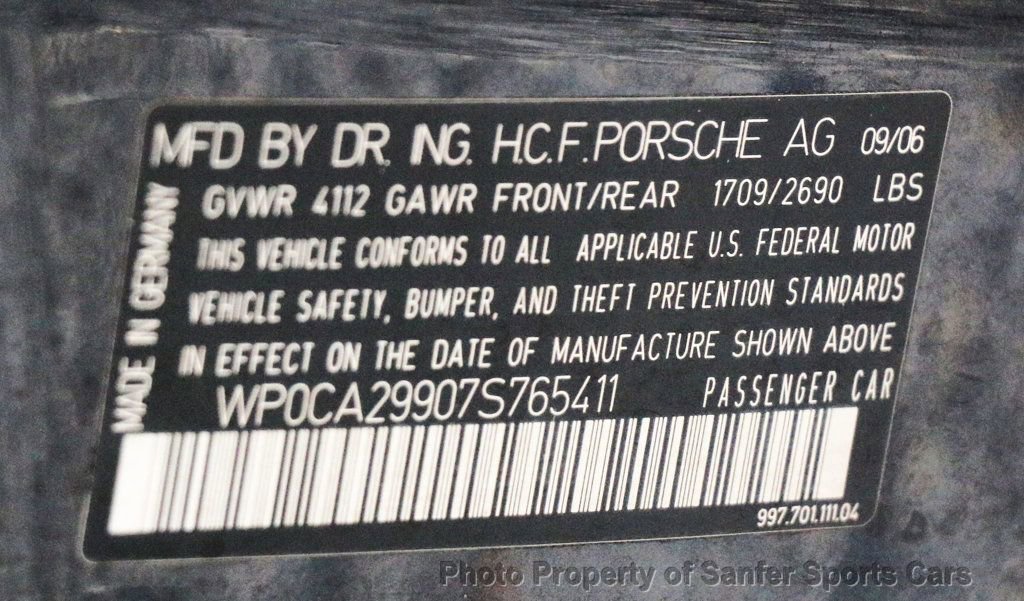 MFD BY DR. ING. H.C.F. PORSCHE AG 09/06
GVWR 4112 GAWR FRONT/REAR 1709/2690 LBS
THIS VEHICLE CONFORMS TO ALL APPLICABLE U.S. FEDERAL MOTOR
VEHICLE SAFETY, BUMPER, AND THEFT PREVENTION STANDARDS
IN EFFECT ON THE DATE OF MANUFACTURE SHOWN ABOVE
WP0CA29907S765411 PASSENGER CAR
MADE IN GERMANY
997.701.111.04
Photo Property of Sanfer Sports Cars